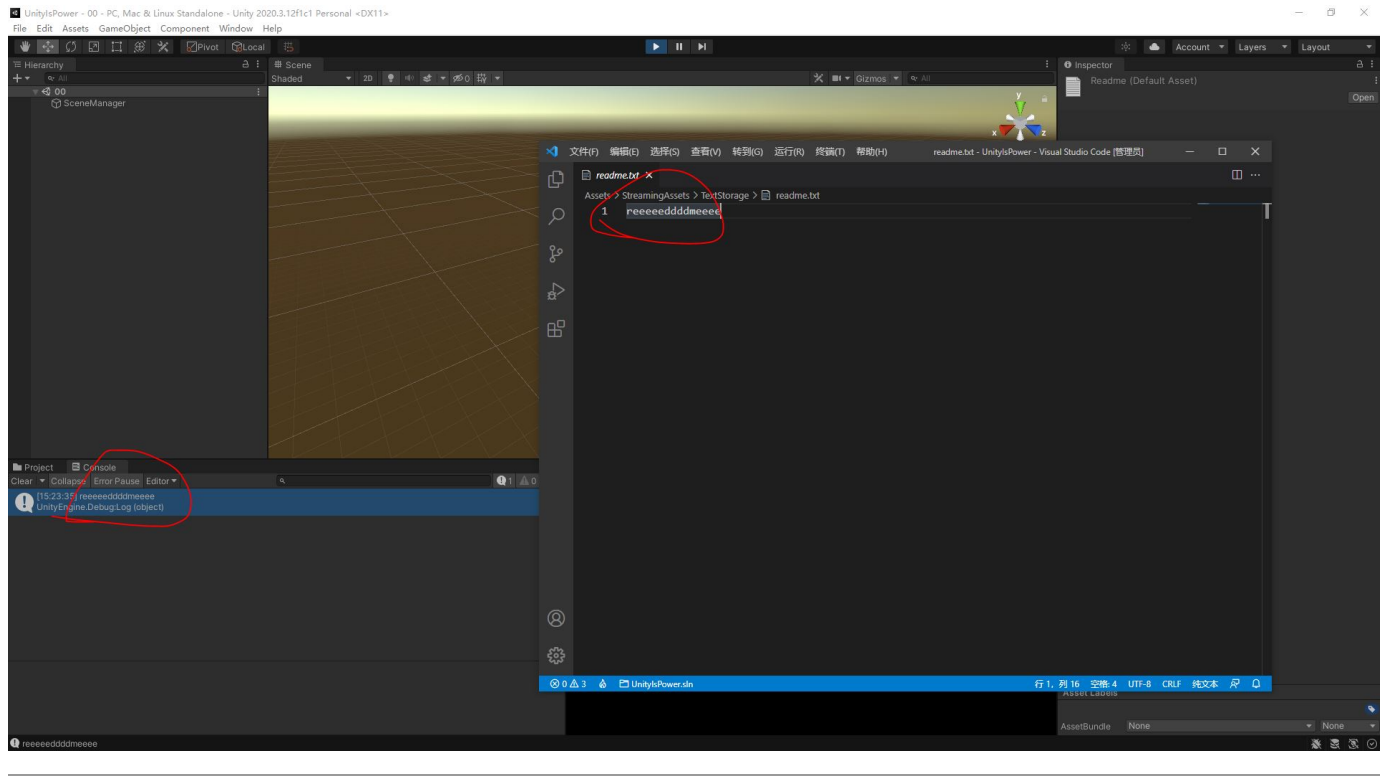 UnityIsPower - 00 - PC, Mac & Linux Standalone - Unity 2020.3.12f1c1 Personal <DX11>
File Edit Assets GameObject Component Window Help
Pivot Local
Account Layers Layout
Hierarchy
Scene
Inspector
All
Shaded 2D 0 Gizmos All
Readme (Default Asset)
Open
00
SceneManager
y
x z
文件(F) 编辑(E) 选择(S) 查看(V) 转到(G) 运行(R) 终端(T) 帮助(H) readme.txt - UnityIsPower - Visual Studio Code [管理员]
readme.txt
Assets > StreamingAssets > TextStorage > readme.txt
1 reeeeeddddmeeee
Project Console
Clear Collapse Error Pause Editor 1 0
[15:23:35] reeeeeddddmeeee
UnityEngine.Debug:Log (object)
0 3 UnityIsPower.sln 行 1, 列 16 空格: 4 UTF-8 CRLF 纯文本
Asset Labels
AssetBundle None None
reeeeeddddmeeee